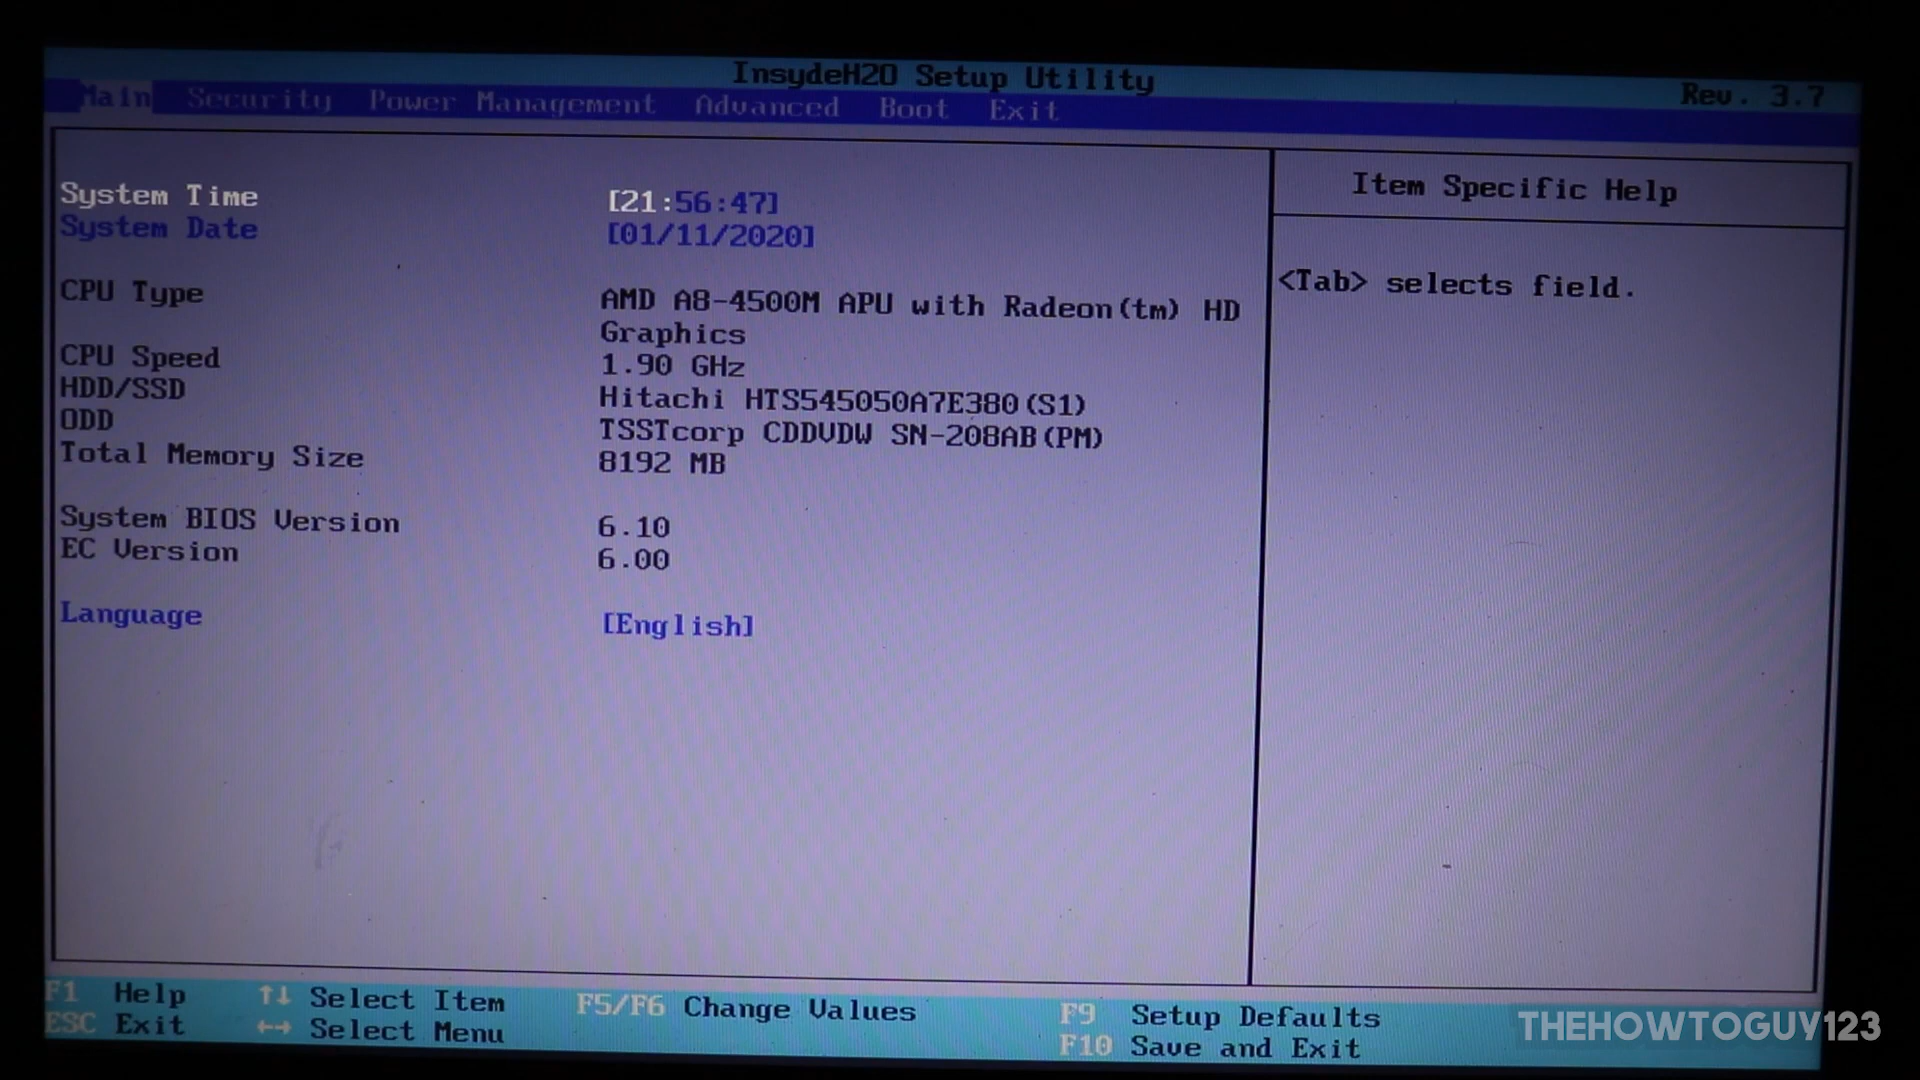 InsydeH2O Setup Utility
Rev. 3.7
Main Security Power Management Advanced Boot Exit
Item Specific Help
System Time [21:56:47]
System Date [01/11/2020]
<Tab> selects field.
CPU Type AMD A8-4500M APU with Radeon(tm) HD
Graphics
CPU Speed 1.90 GHz
HDD/SSD Hitachi HTS545050A7E380(S1)
ODD TSSTcorp CDDVDW SN-208AB(PM)
Total Memory Size 8192 MB
System BIOS Version 6.10
EC Version 6.00
Language [English]
F1 Help ↑↓ Select Item F5/F6 Change Values F9 Setup Defaults
ESC Exit ←→ Select Menu F10 Save and Exit
THEHOWTOGUY123